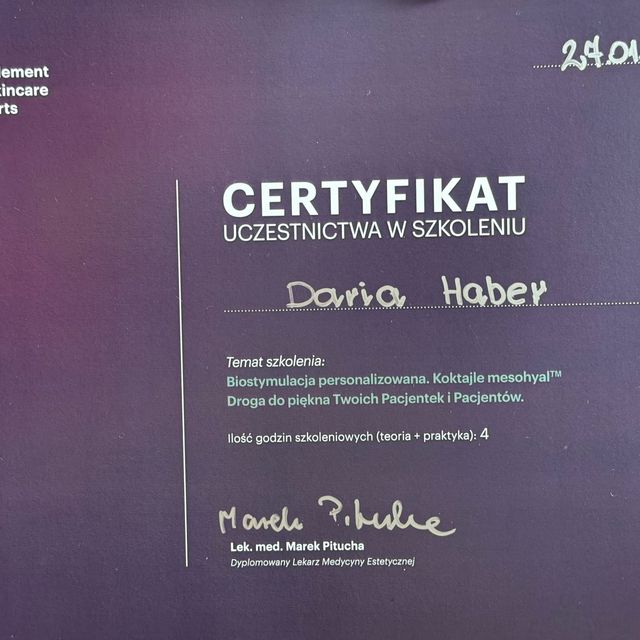 27.01
lement
kincare
rts
CERTYFIKAT
UCZESTNICTWA W SZKOLENIU
Daria Haber
Temat szkolenia:
Biostymulacja personalizowana. Koktajle mesohyal™
Droga do piękna Twoich Pacjentek i Pacjentów.
Ilość godzin szkoleniowych (teoria + praktyka): 4
Marek Pitucha
Lek. med. Marek Pitucha
Dyplomowany Lekarz Medycyny Estetycznej